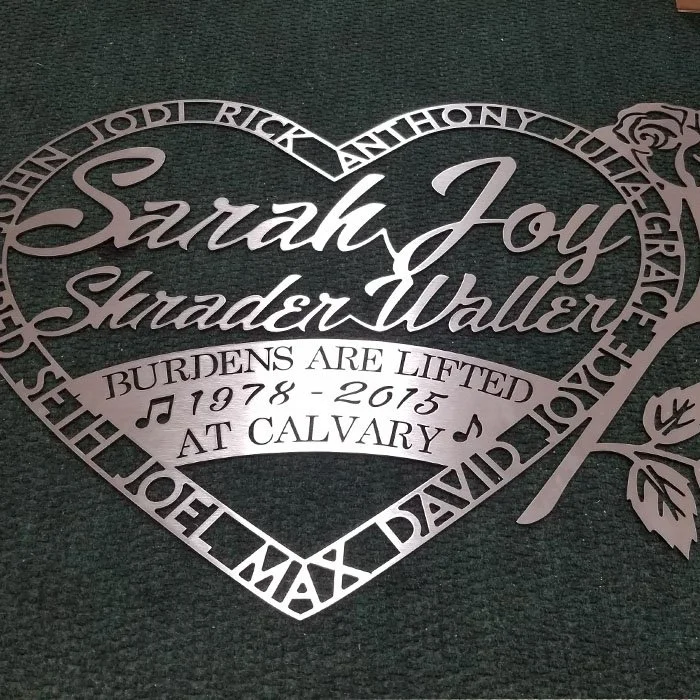 JODI RICK ANTHONY JULIA GRACE JOYCE DAVID MAX JOEL SETH
Sarah Joy
Shrader Waller
BURDENS ARE LIFTED
1978 - 2015
AT CALVARY